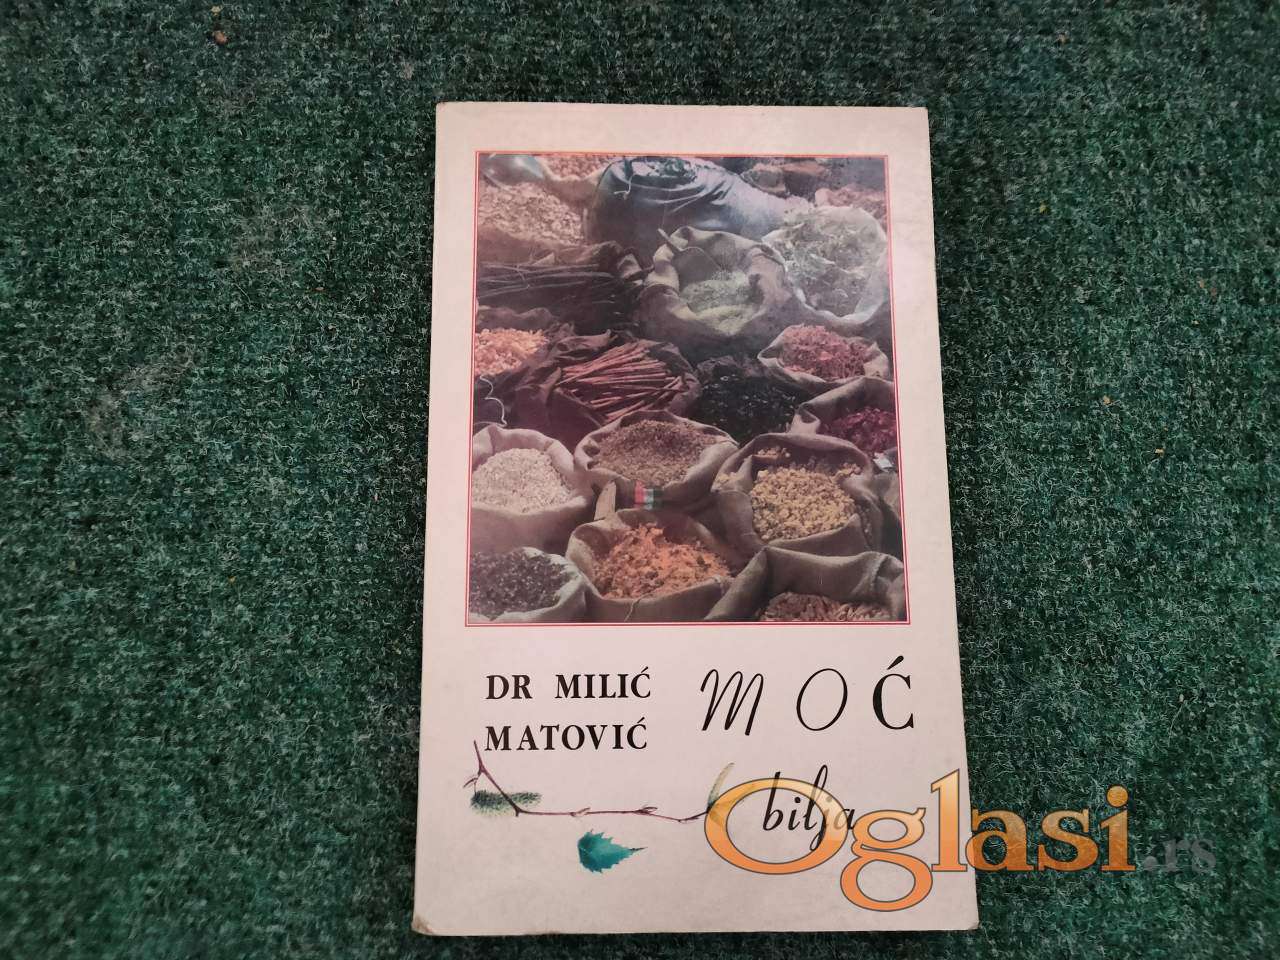 DR MILIĆ
MATOVIĆ
MOĆ
bilja
Oglasi.rs